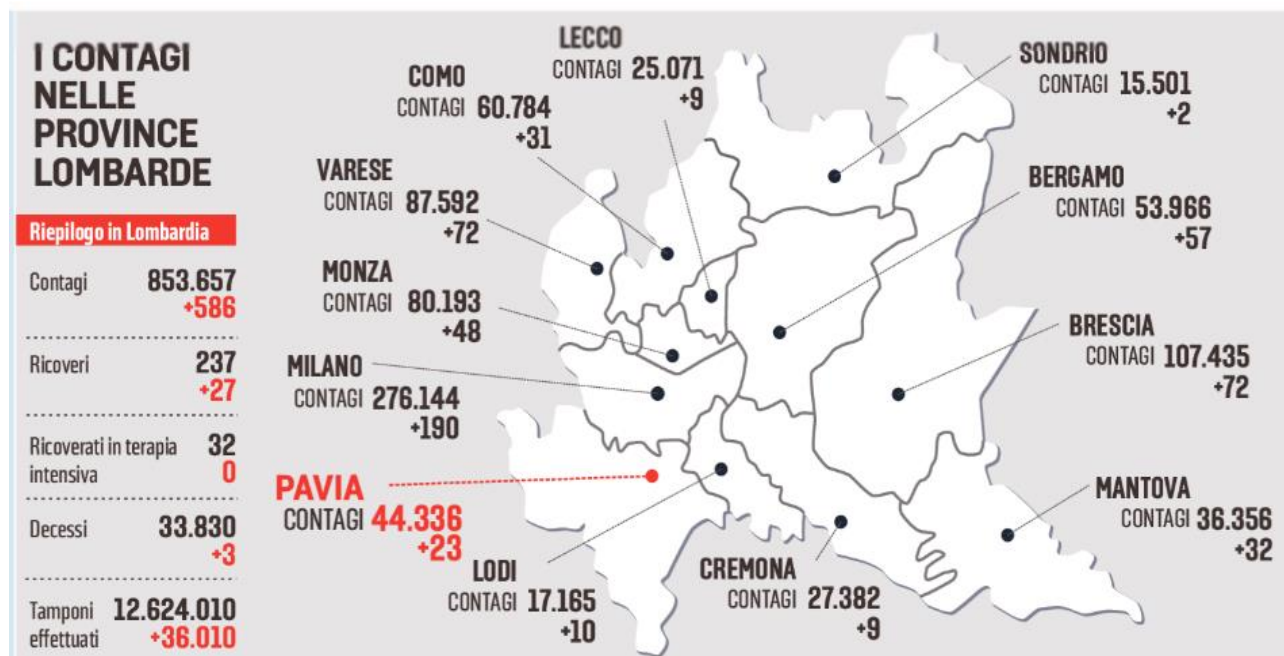 I CONTAGI
NELLE
PROVINCE
LOMBARDE
Riepilogo in Lombardia
Contagi 853.657
+586
Ricoveri 237
+27
Ricoverati in terapia intensiva 32
0
Decessi 33.830
+3
Tamponi effettuati 12.624.010
+36.010
LECCO
CONTAGI 25.071
+9
SONDRIO
CONTAGI 15.501
+2
COMO
CONTAGI 60.784
+31
VARESE
CONTAGI 87.592
+72
BERGAMO
CONTAGI 53.966
+57
MONZA
CONTAGI 80.193
+48
BRESCIA
CONTAGI 107.435
+72
MILANO
CONTAGI 276.144
+190
PAVIA
CONTAGI 44.336
+23
MANTOVA
CONTAGI 36.356
+32
LODI
CONTAGI 17.165
+10
CREMONA
CONTAGI 27.382
+9